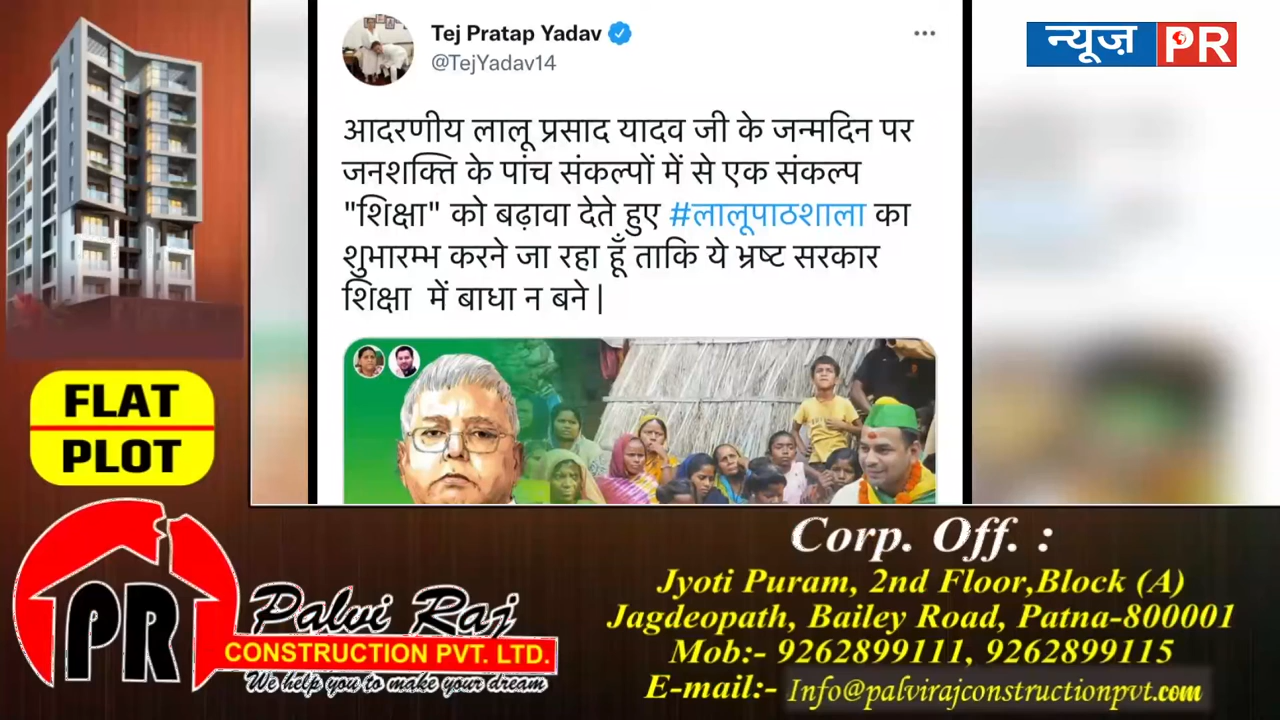 Tej Pratap Yadav
@TejYadav14
न्यूज़ PR
आदरणीय लालू प्रसाद यादव जी के जन्मदिन पर
जनशक्ति के पांच संकल्पों में से एक संकल्प
"शिक्षा" को बढ़ावा देते हुए #लालूपाठशाला का
शुभारम्भ करने जा रहा हूँ ताकि ये भ्रष्ट सरकार
शिक्षा में बाधा न बने |
FLAT
PLOT
PR
Palvi Raj
CONSTRUCTION PVT. LTD.
We help you to make your dream
Corp. Off. :
Jyoti Puram, 2nd Floor,Block (A)
Jagdeopath, Bailey Road, Patna-800001
Mob:- 9262899111, 9262899115
E-mail:- Info@palvirajconstructionpvt.com